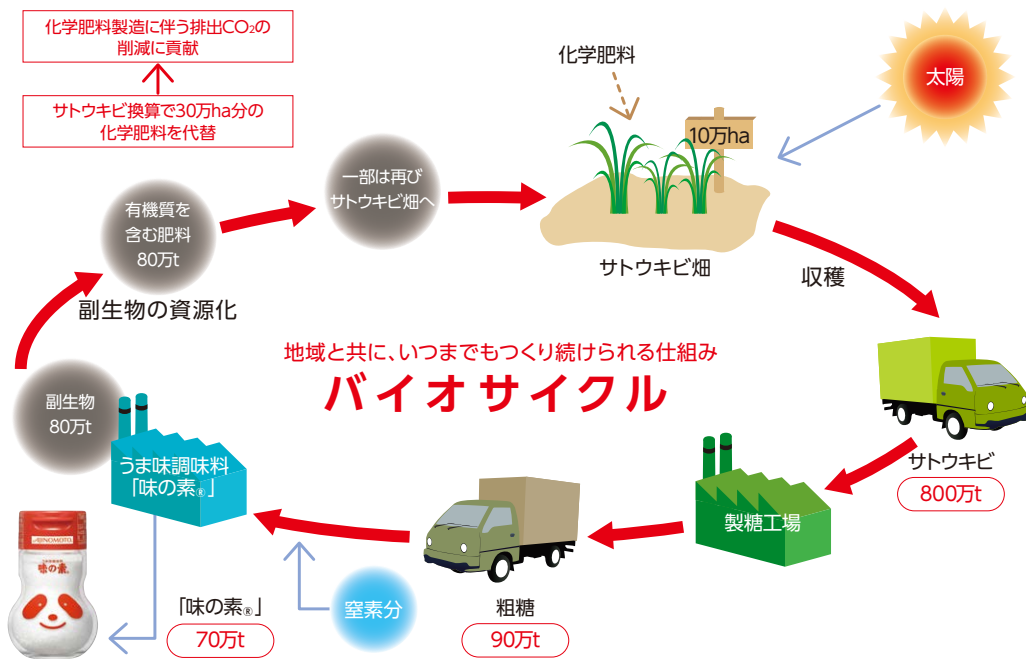 化学肥料製造に伴う排出CO₂の
削減に貢献
サトウキビ換算で30万ha分の
化学肥料を代替
化学肥料
太陽
10万ha
一部は再び
サトウキビ畑へ
有機質を
含む肥料
80万t
サトウキビ畑
収穫
副生物の資源化
地域と共に、いつまでもつくり続けられる仕組み
バイオサイクル
副生物
80万t
うま味調味料
「味の素®」
サトウキビ
800万t
製糖工場
粗糖
90万t
窒素分
「味の素®」
70万t
AJINOMOTO
味の素